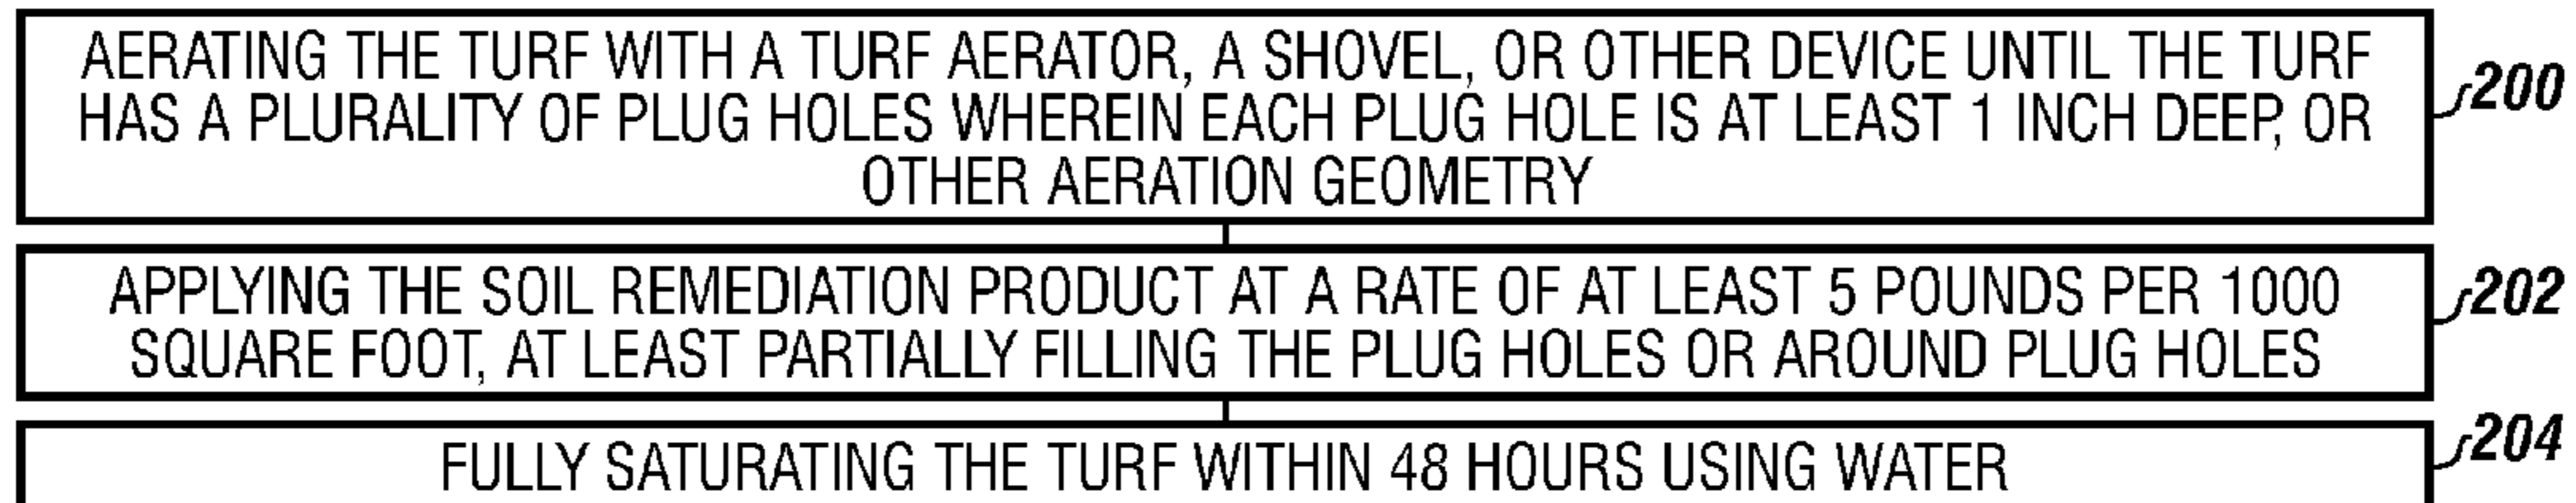 AERATING THE TURF WITH A TURF AERATOR, A SHOVEL, OR OTHER DEVICE UNTIL THE TURF
HAS A PLURALITY OF PLUG HOLES WHEREIN EACH PLUG HOLE IS AT LEAST 1 INCH DEEP, OR
OTHER AERATION GEOMETRY
200
APPLYING THE SOIL REMEDIATION PRODUCT AT A RATE OF AT LEAST 5 POUNDS PER 1000
SQUARE FOOT, AT LEAST PARTIALLY FILLING THE PLUG HOLES OR AROUND PLUG HOLES
202
FULLY SATURATING THE TURF WITHIN 48 HOURS USING WATER
204